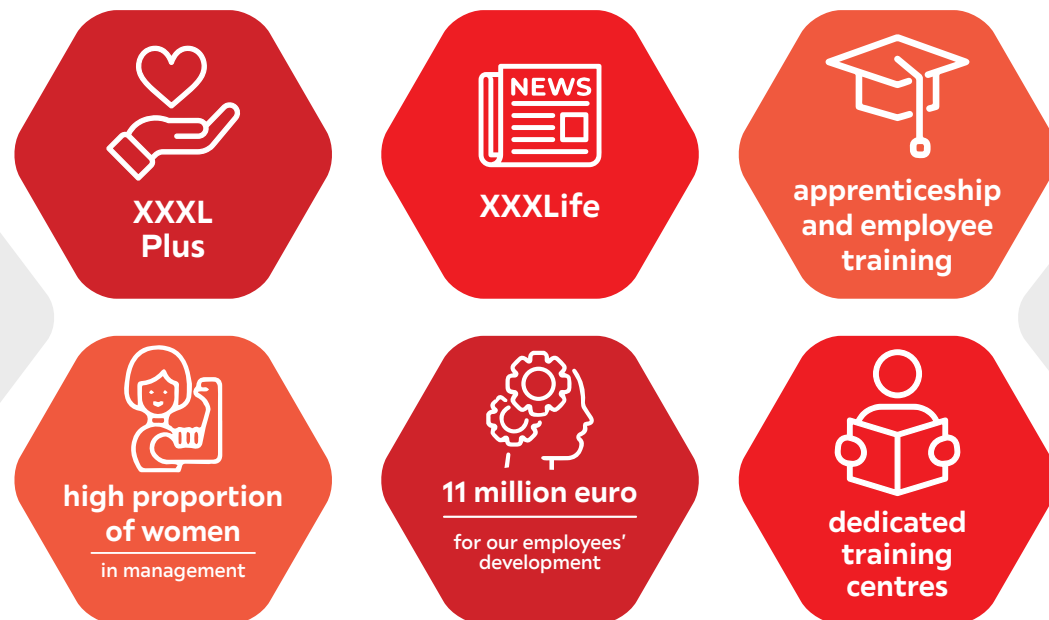 XXXL
Plus
NEWS
XXXLife
apprenticeship
and employee
training
high proportion
of women
in management
11 million euro
for our employees'
development
dedicated
training
centres